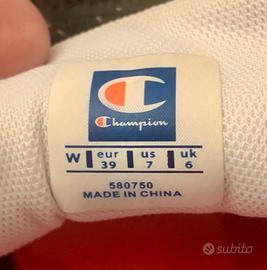 Champion
W eur us uk
39 7 6
580750
MADE IN CHINA
subito